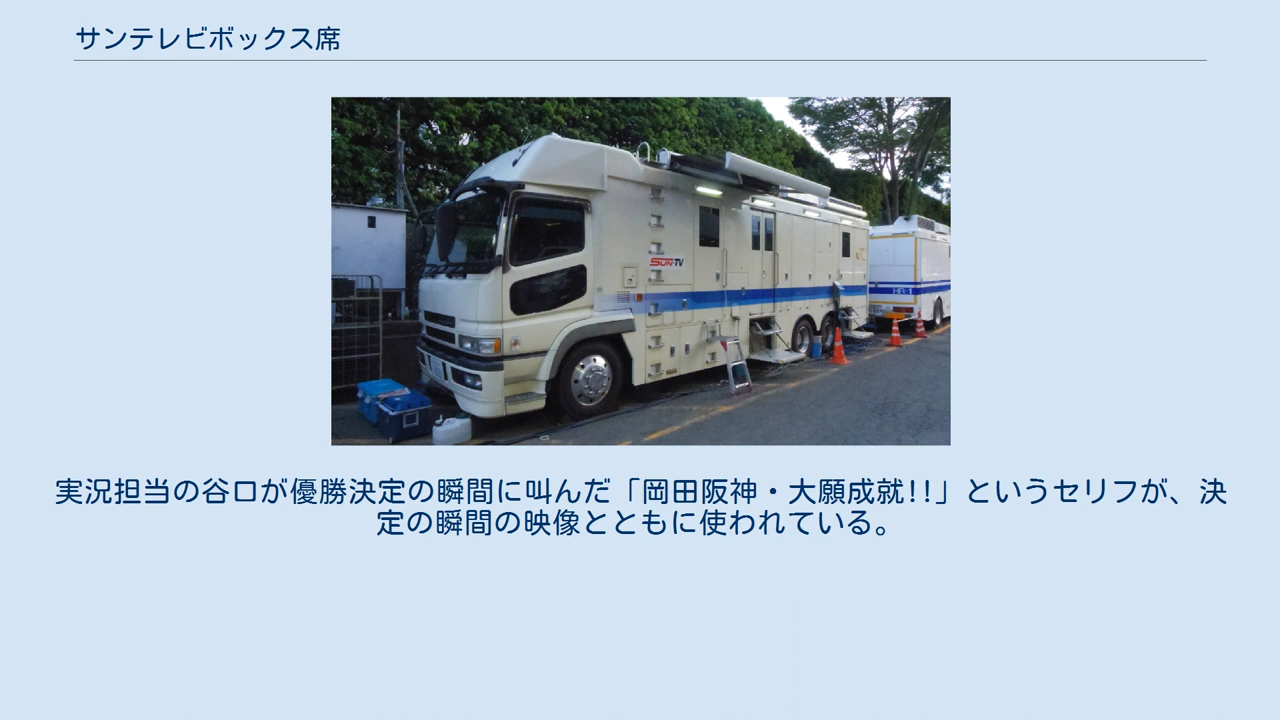 サンテレビボックス席
SUN-TV
HR-1
実況担当の谷口が優勝決定の瞬間に叫んだ「岡田阪神・大願成就!!」というセリフが、決
定の瞬間の映像とともに使われている。